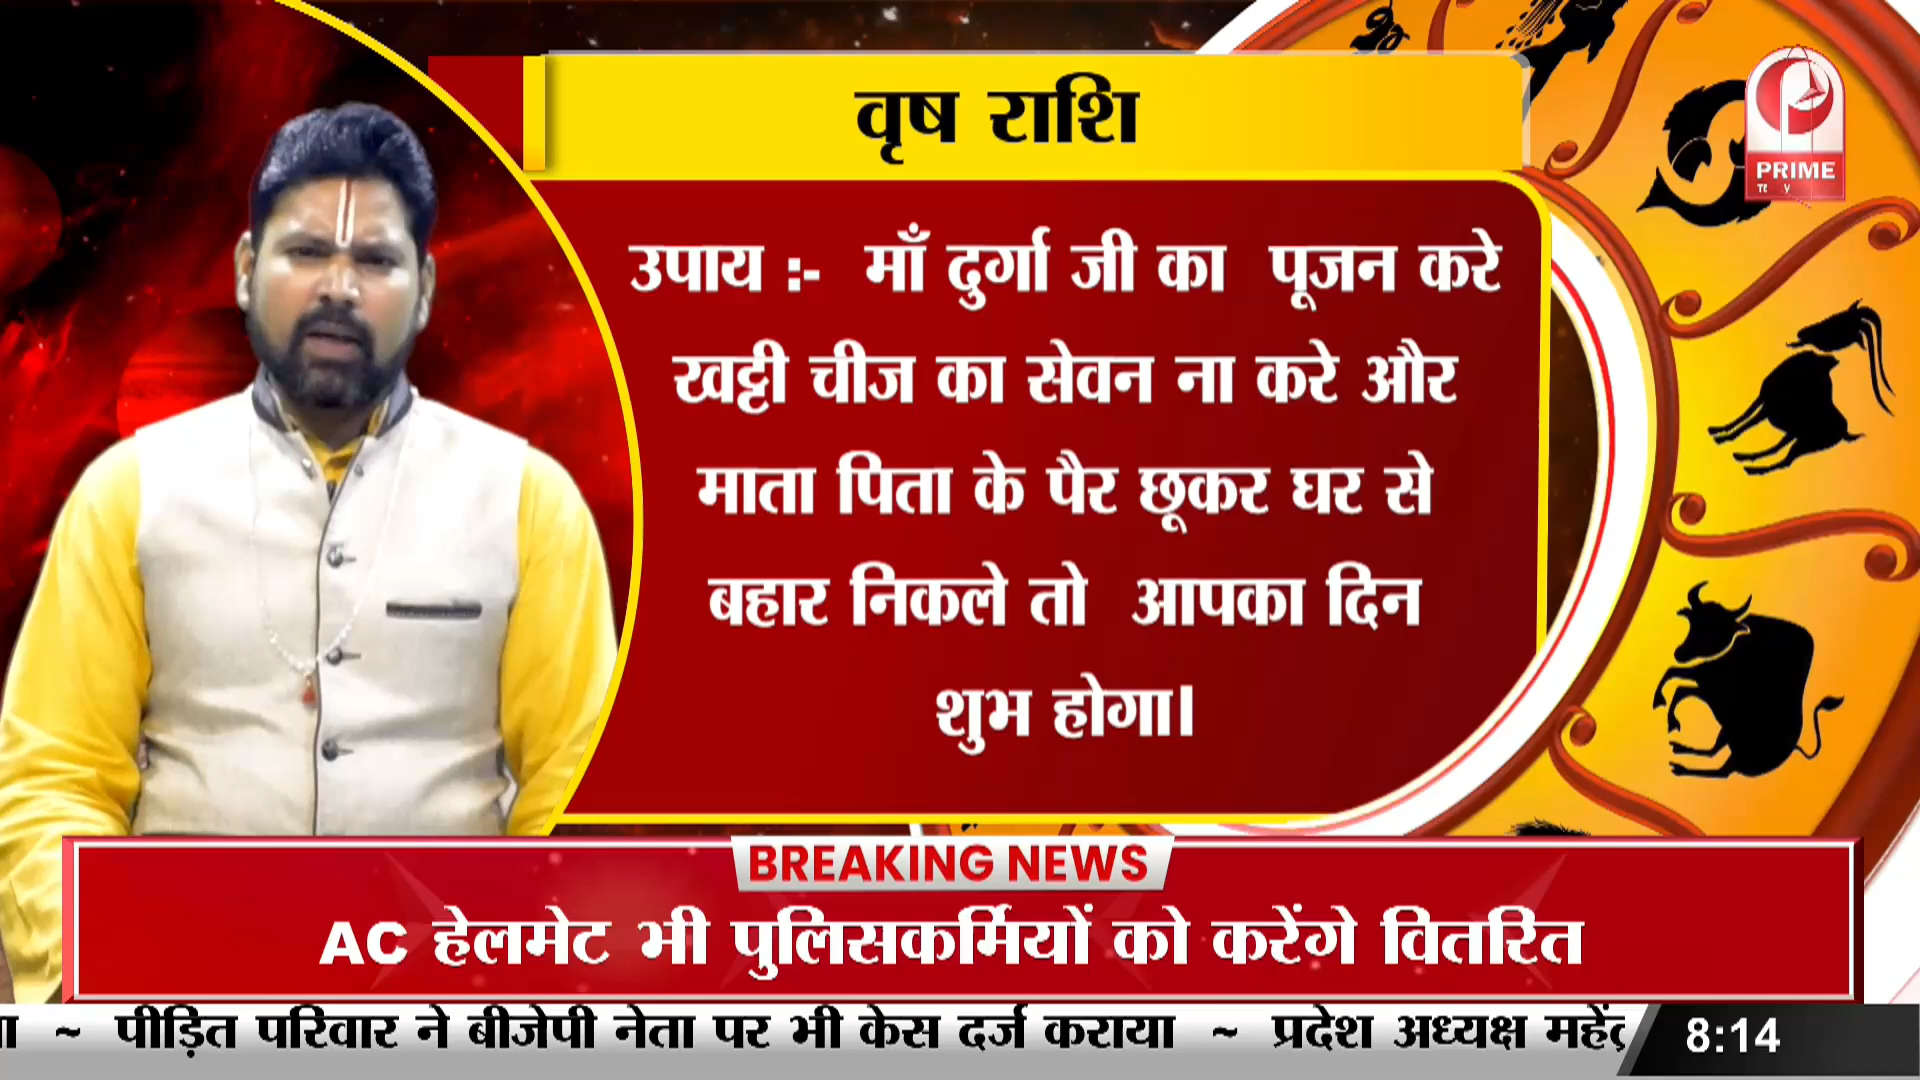 वृष राशि
PRIME
उपाय :- माँ दुर्गा जी का पूजन करे
खट्टी चीज का सेवन ना करे और
माता पिता के पैर छूकर घर से
बहार निकले तो आपका दिन
शुभ होगा।
BREAKING NEWS
AC हेलमेट भी पुलिसकर्मियों को करेंगे वितरित
~ पीड़ित परिवार ने बीजेपी नेता पर भी केस दर्ज कराया ~ प्रदेश अध्यक्ष
8:14